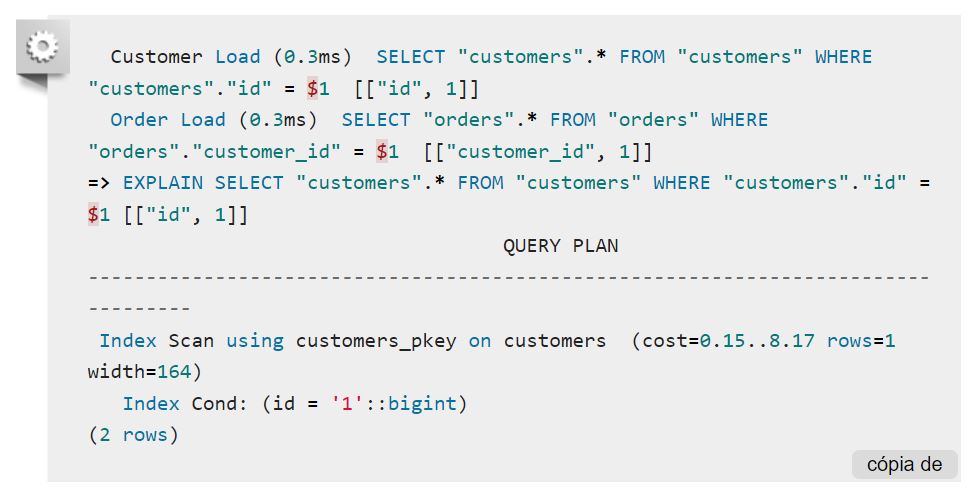 Customer Load (0.3ms)  SELECT "customers".* FROM "customers" WHERE
"customers"."id" = $1  [["id", 1]]
Order Load (0.3ms)  SELECT "orders".* FROM "orders" WHERE
"orders"."customer_id" = $1  [["customer_id", 1]]
=> EXPLAIN SELECT "customers".* FROM "customers" WHERE "customers"."id" =
$1 [["id", 1]]
QUERY PLAN
-------------------------------------------------------------------------
---------
Index Scan using customers_pkey on customers  (cost=0.15..8.17 rows=1
width=164)
Index Cond: (id = '1'::bigint)
(2 rows)
cópia de